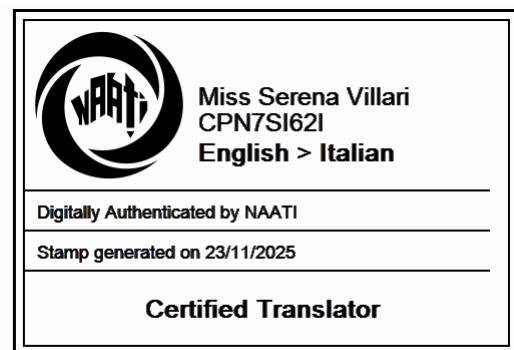 NAATI
Miss Serena Villari
CPN7SI62I
English > Italian
Digitally Authenticated by NAATI
Stamp generated on 23/11/2025
Certified Translator